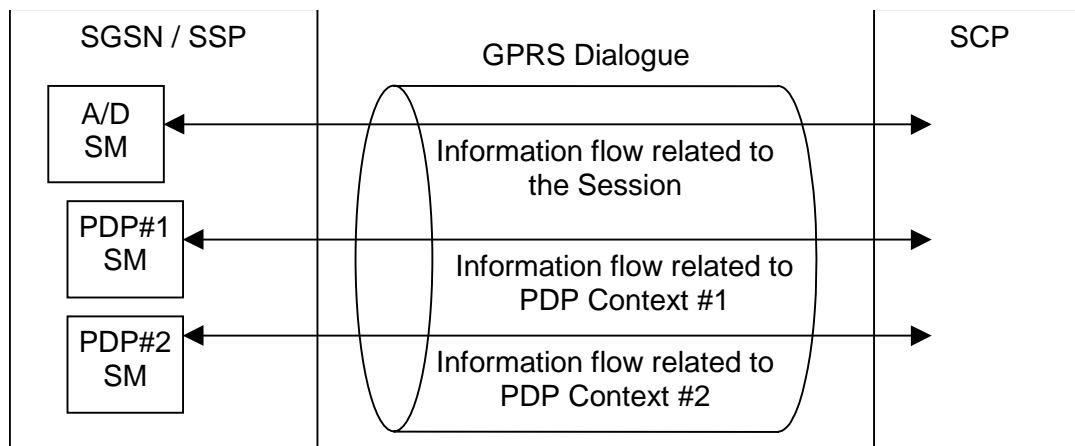 SGSN / SSP
GPRS Dialogue
SCP
A/D
SM
Information flow related to
the Session
PDP#1
SM
Information flow related to
PDP Context #1
PDP#2
SM
Information flow related to
PDP Context #2